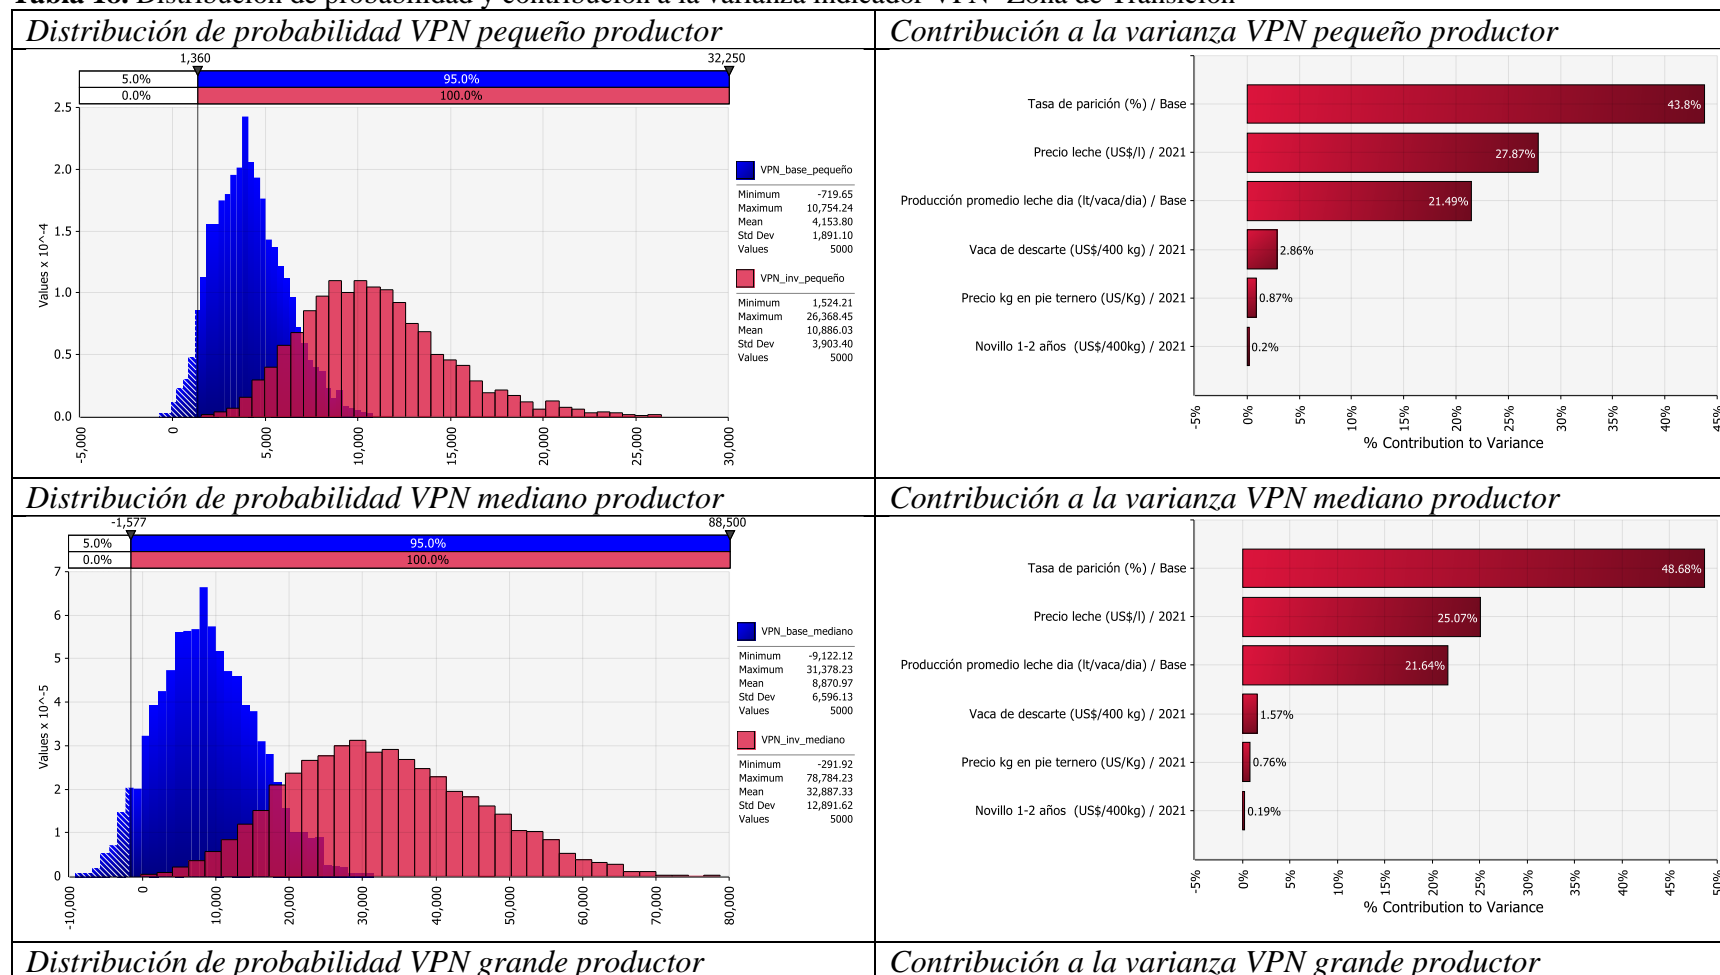 Tabla 18. Distribución de probabilidad y contribución a la varianza indicador VPN- Zona de Transición
Distribución de probabilidad VPN pequeño productor
Contribución a la varianza VPN pequeño productor
1,360
32,250
5.0%
95.0%
0.0%
100.0%
2.5
2.0
1.5
1.0
0.5
0.0
Values x 10^-4
-5,000
0
5,000
10,000
15,000
20,000
25,000
30,000
VPN_base_pequeño
Minimum -719.65
Maximum 10,754.24
Mean 4,153.80
Std Dev 1,891.10
Values 5000
VPN_inv_pequeño
Minimum 1,524.21
Maximum 26,368.45
Mean 10,886.03
Std Dev 3,903.40
Values 5000
Tasa de parición (%) / Base 43.8%
Precio leche (US$/l) / 2021 27.87%
Producción promedio leche dia (lt/vaca/dia) / Base 21.49%
Vaca de descarte (US$/400 kg) / 2021 2.86%
Precio kg en pie ternero (US/Kg) / 2021 0.87%
Novillo 1-2 años (US$/400kg) / 2021 0.2%
-5%
0%
5%
10%
15%
20%
25%
30%
35%
40%
45%
% Contribution to Variance
Distribución de probabilidad VPN mediano productor
Contribución a la varianza VPN mediano productor
-1,577
88,500
5.0%
95.0%
0.0%
100.0%
7
6
5
4
3
2
1
0
Values x 10^-5
-10,000
0
10,000
20,000
30,000
40,000
50,000
60,000
70,000
80,000
VPN_base_mediano
Minimum -9,122.12
Maximum 31,378.23
Mean 8,870.97
Std Dev 6,596.13
Values 5000
VPN_inv_mediano
Minimum -291.92
Maximum 78,784.23
Mean 32,887.33
Std Dev 12,891.62
Values 5000
Tasa de parición (%) / Base 48.68%
Precio leche (US$/l) / 2021 25.07%
Producción promedio leche dia (lt/vaca/dia) / Base 21.64%
Vaca de descarte (US$/400 kg) / 2021 1.57%
Precio kg en pie ternero (US/Kg) / 2021 0.76%
Novillo 1-2 años (US$/400kg) / 2021 0.19%
-5%
0%
5%
10%
15%
20%
25%
30%
35%
40%
45%
50%
% Contribution to Variance
Distribución de probabilidad VPN grande productor
Contribución a la varianza VPN grande productor